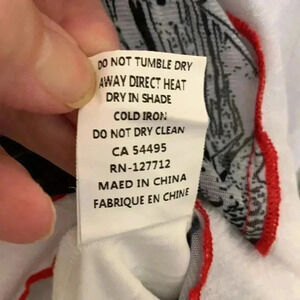 DO NOT TUMBLE DRY
AWAY DIRECT HEAT
DRY IN SHADE
COLD IRON
DO NOT DRY CLEAN
CA 54495
RN-127712
MAED IN CHINA
FABRIQUE EN CHINE